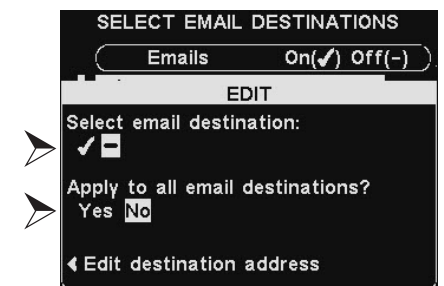 SELECT EMAIL DESTINATIONS
Emails On(✓) Off(-)
EDIT
Select email destination:
✓ -
Apply to all email destinations?
Yes No
◀ Edit destination address